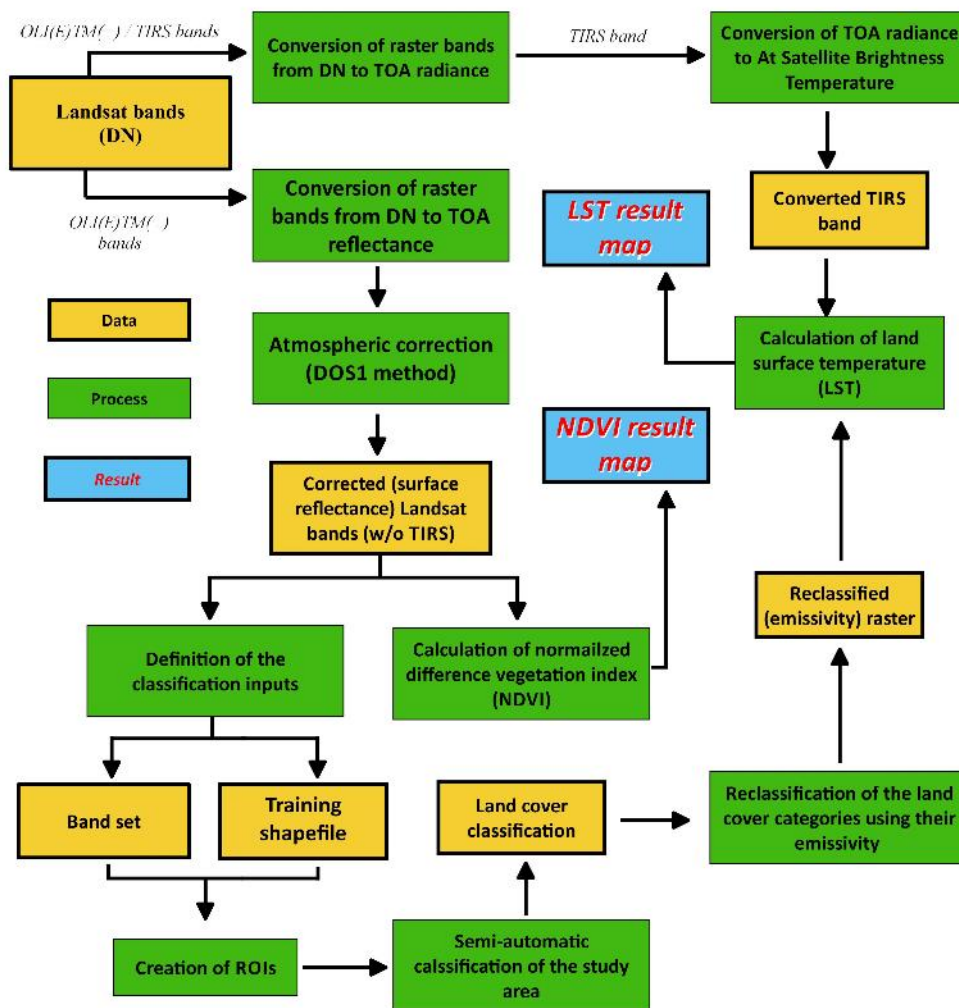 OLI(E)TM( ) / TIRS bands
Conversion of raster bands
from DN to TOA radiance
TIRS band
Conversion of TOA radiance
to At Satellite Brightness
Temperature
Landsat bands
(DN)
OLI(E)TM( )
bands
Conversion of raster
bands from DN to TOA
reflectance
LST result
map
Converted TIRS
band
Data
Atmospheric correction
(DOS1 method)
Calculation of land
surface temperature
(LST)
Process
NDVI result
map
Result
Corrected (surface
reflectance) Landsat
bands (w/o TIRS)
Reclassified
(emissivity) raster
Definition of the
classification inputs
Calculation of normailzed
difference vegetation index
(NDVI)
Band set
Training
shapefile
Land cover
classification
Reclassification of the land
cover categories using their
emissivity
Creation of ROIs
Semi-automatic
calssification of the study
area